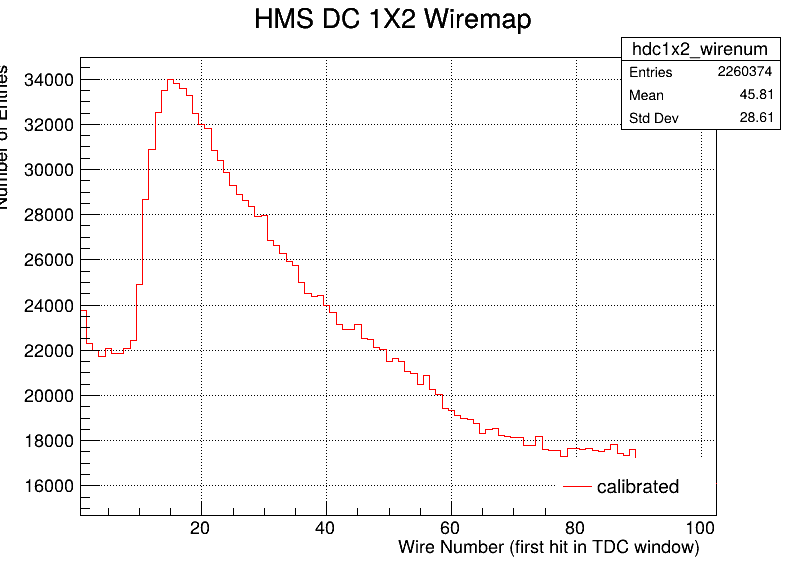 HMS DC 1X2 Wiremap
hdc1x2_wirenum
Entries 2260374
Mean 45.81
Std Dev 28.61
Number of Entries
34000
32000
30000
28000
26000
24000
22000
20000
18000
16000
calibrated
20 40 60 80 100
Wire Number (first hit in TDC window)